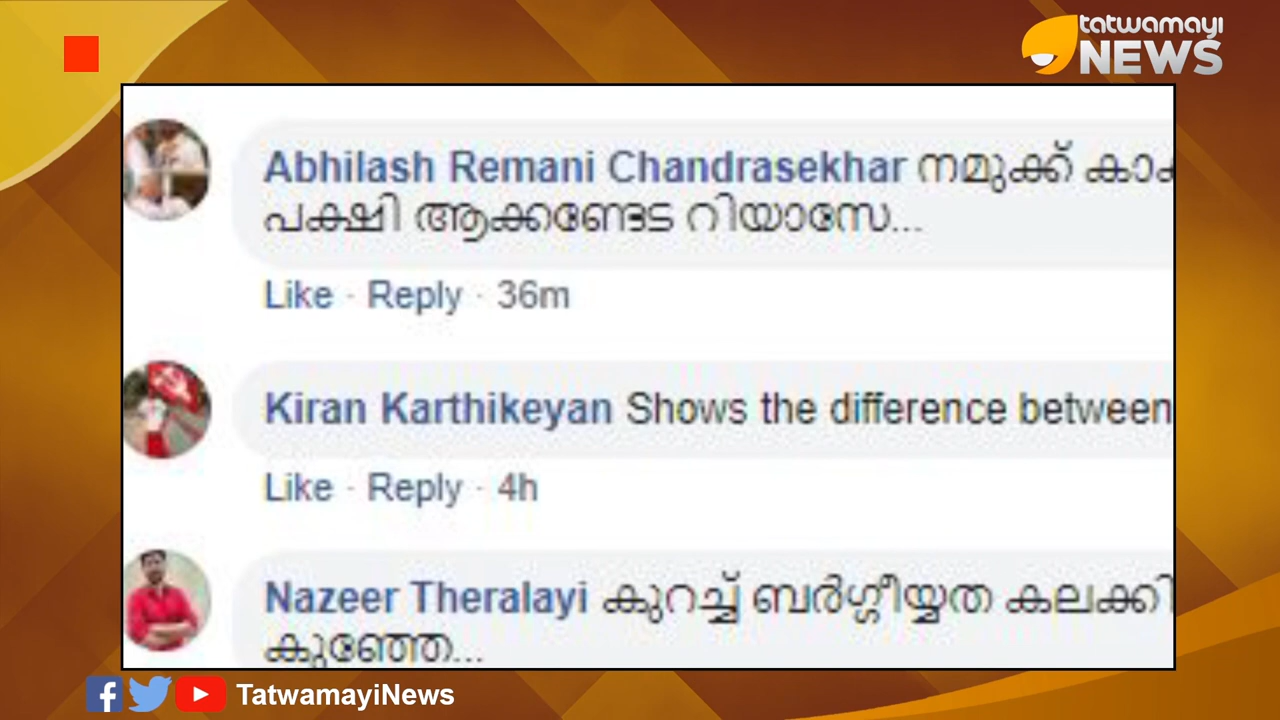 tatwamayi
NEWS
Abhilash Remani Chandrasekhar നമുക്ക്
പക്ഷി ആക്കണ്ടേട റിയാസേ...
Like · Reply · 36m
Kiran Karthikeyan Shows the difference between
Like · Reply · 4h
Nazeer Theralayi കുറച്ച് ബർഗ്ഗീയ്യത കലക്കി
കുഞ്ഞേ...
TatwamayiNews